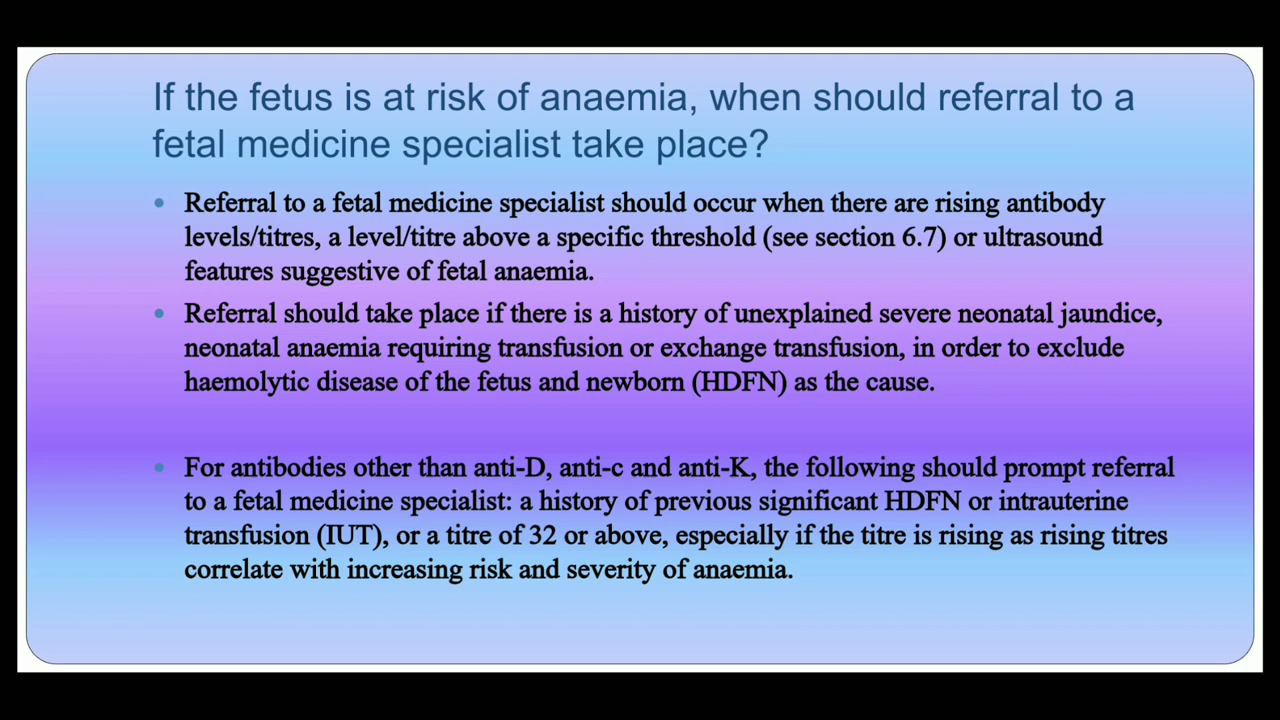 If the fetus is at risk of anaemia, when should referral to a
fetal medicine specialist take place?
• Referral to a fetal medicine specialist should occur when there are rising antibody
levels/titres, a level/titre above a specific threshold (see section 6.7) or ultrasound
features suggestive of fetal anaemia.
• Referral should take place if there is a history of unexplained severe neonatal jaundice,
neonatal anaemia requiring transfusion or exchange transfusion, in order to exclude
haemolytic disease of the fetus and newborn (HDFN) as the cause.
• For antibodies other than anti-D, anti-c and anti-K, the following should prompt referral
to a fetal medicine specialist: a history of previous significant HDFN or intrauterine
transfusion (IUT), or a titre of 32 or above, especially if the titre is rising as rising titres
correlate with increasing risk and severity of anaemia.